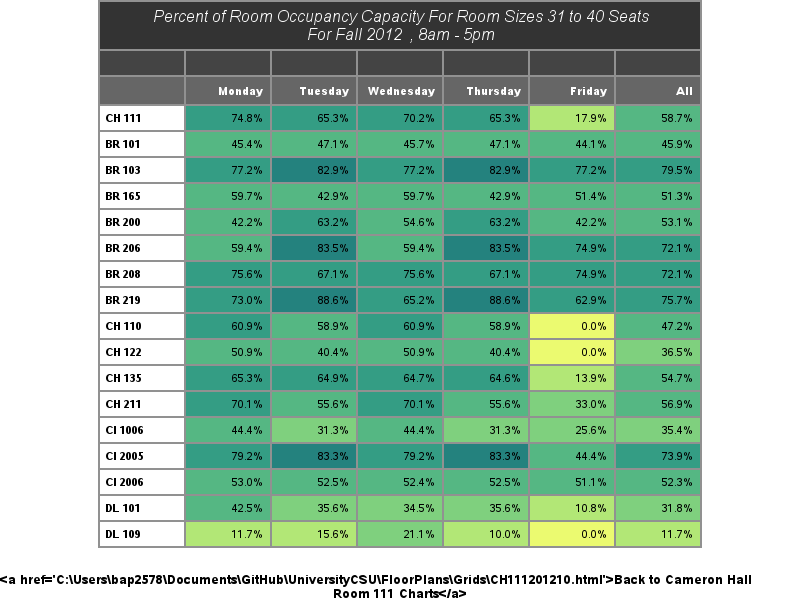 Percent of Room Occupancy Capacity For Room Sizes 31 to 40 Seats
For Fall 2012 , 8am - 5pm
Monday Tuesday Wednesday Thursday Friday All
CH 111 74.8% 65.3% 70.2% 65.3% 17.9% 58.7%
BR 101 45.4% 47.1% 45.7% 47.1% 44.1% 45.9%
BR 103 77.2% 82.9% 77.2% 82.9% 77.2% 79.5%
BR 165 59.7% 42.9% 59.7% 42.9% 51.4% 51.3%
BR 200 42.2% 63.2% 54.6% 63.2% 42.2% 53.1%
BR 206 59.4% 83.5% 59.4% 83.5% 74.9% 72.1%
BR 208 75.6% 67.1% 75.6% 67.1% 74.9% 72.1%
BR 219 73.0% 88.6% 65.2% 88.6% 62.9% 75.7%
CH 110 60.9% 58.9% 60.9% 58.9% 0.0% 47.2%
CH 122 50.9% 40.4% 50.9% 40.4% 0.0% 36.5%
CH 135 65.3% 64.9% 64.7% 64.6% 13.9% 54.7%
CH 211 70.1% 55.6% 70.1% 55.6% 33.0% 56.9%
CI 1006 44.4% 31.3% 44.4% 31.3% 25.6% 35.4%
CI 2005 79.2% 83.3% 79.2% 83.3% 44.4% 73.9%
CI 2006 53.0% 52.5% 52.4% 52.5% 51.1% 52.3%
DL 101 42.5% 35.6% 34.5% 35.6% 10.8% 31.8%
DL 109 11.7% 15.6% 21.1% 10.0% 0.0% 11.7%
<a href='C:\Users\bap2578\Documents\GitHub\UniversityCSU\FloorPlans\Grids\CH111201210.html'>Back to Cameron Hall
Room 111 Charts</a>